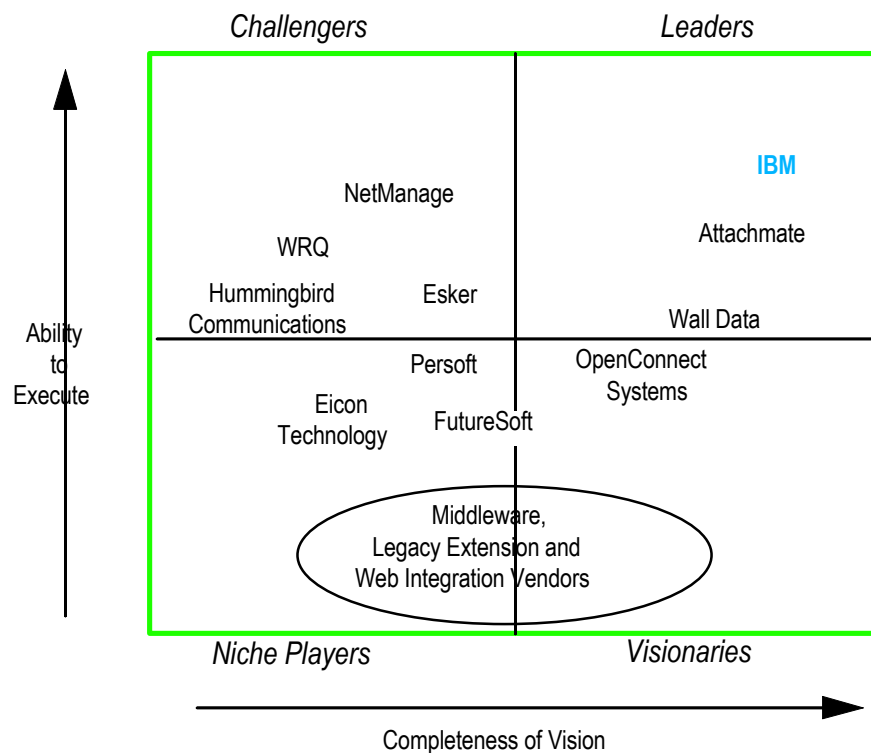 Challengers
Leaders
IBM
NetManage
Attachmate
WRQ
Hummingbird
Communications
Esker
Wall Data
Ability
to
Execute
Persoft
OpenConnect
Systems
Eicon
Technology
FutureSoft
Middleware,
Legacy Extension and
Web Integration Vendors
Niche Players
Visionaries
Completeness of Vision